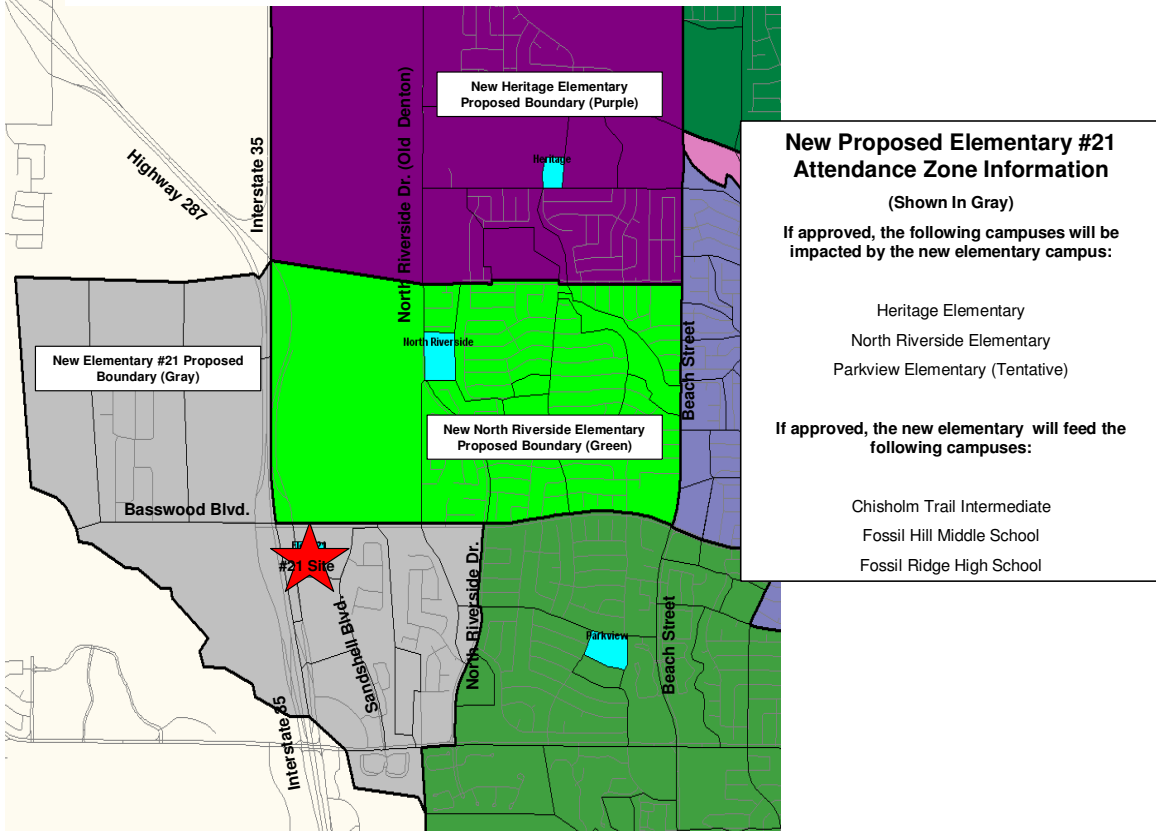 New Heritage Elementary
Proposed Boundary (Purple)
Heritage
Highway 287
Interstate 35
North Riverside Dr. (Old Denton)
North Riverside
New Elementary #21 Proposed
Boundary (Gray)
Beach Street
New North Riverside Elementary
Proposed Boundary (Green)
Basswood Blvd.
#21 Site
Sandshell Blvd.
North Riverside Dr.
Parkview
Beach Street
Interstate 35
New Proposed Elementary #21
Attendance Zone Information
(Shown In Gray)
If approved, the following campuses will be
impacted by the new elementary campus:
Heritage Elementary
North Riverside Elementary
Parkview Elementary (Tentative)
If approved, the new elementary will feed the
following campuses:
Chisholm Trail Intermediate
Fossil Hill Middle School
Fossil Ridge High School